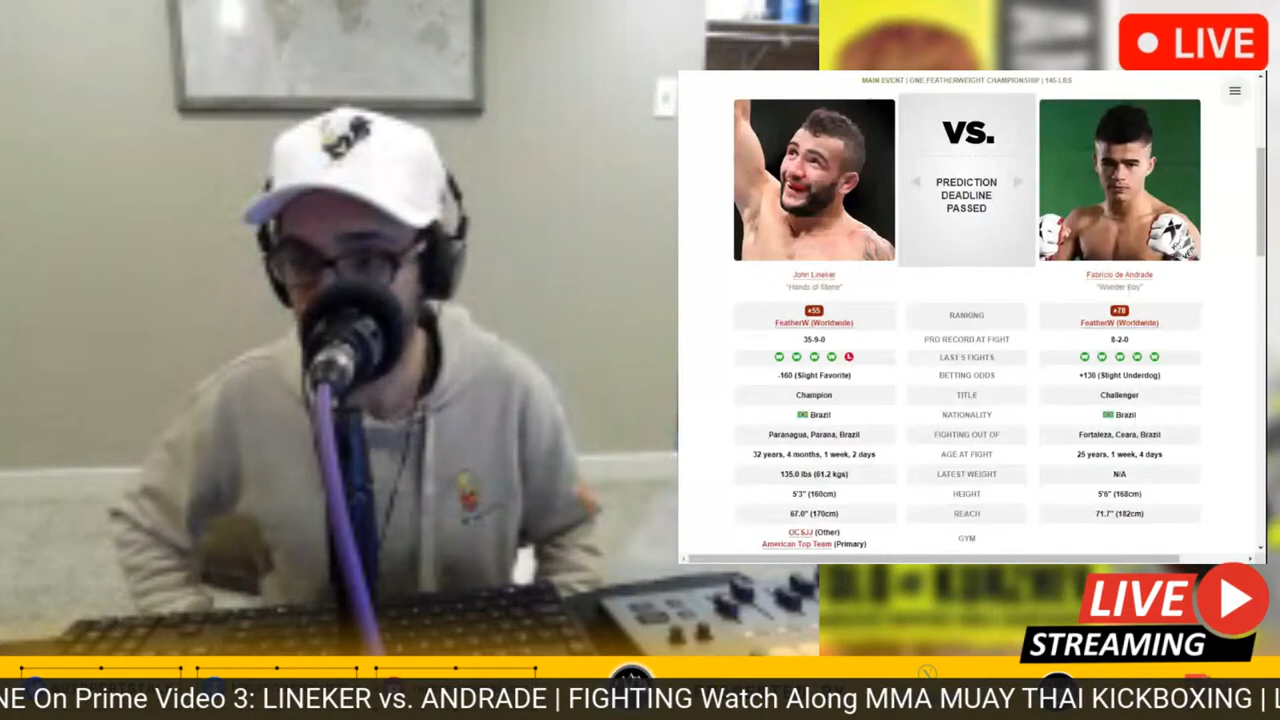 LIVE
MAIN EVENT | ONE FEATHERWEIGHT CHAMPIONSHIP | 145 LBS
VS.
PREDICTION
DEADLINE
PASSED
John Lineker
"Hands of Stone"
Fabricio de Andrade
"Wonder Boy"
#55
FeatherW (Worldwide)
RANKING
#78
FeatherW (Worldwide)
35-9-0
PRO RECORD AT FIGHT
8-2-0
W W W W L
LAST 5 FIGHTS
W W W W W
-160 (Slight Favorite)
BETTING ODDS
+130 (Slight Underdog)
Champion
TITLE
Challenger
Brazil
NATIONALITY
Brazil
Paranagua, Parana, Brazil
FIGHTING OUT OF
Fortaleza, Ceara, Brazil
32 years, 4 months, 1 week, 2 days
AGE AT FIGHT
25 years, 1 week, 4 days
135.0 lbs (61.2 kgs)
LATEST WEIGHT
N/A
5'3" (160cm)
HEIGHT
5'6" (168cm)
67.0" (170cm)
REACH
71.7" (182cm)
OCSJJ (Other)
American Top Team (Primary)
GYM
LIVE
STREAMING
NE On Prime Video 3: LINEKER vs. ANDRADE | FIGHTING Watch Along MMA MUAY THAI KICKBOXING |